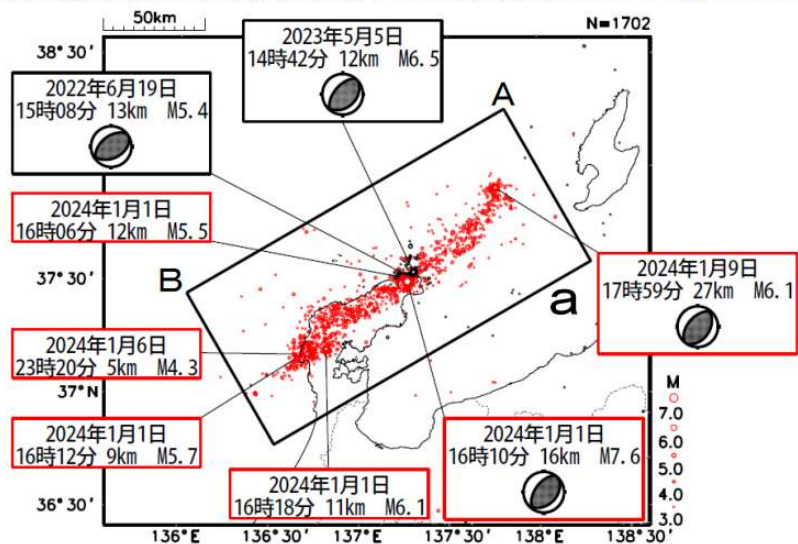 50km
N=1702
38°30′
2023年5月5日
14時42分 12km M6.5
2022年6月19日
15時08分 13km M5.4
A
2024年1月1日
16時06分 12km M5.5
37°30′
B
2024年1月9日
17時59分 27km M6.1
a
2024年1月6日
23時20分 5km M4.3
37°N
M
7.0
6.0
5.0
4.0
3.0
2024年1月1日
16時12分 9km M5.7
2024年1月1日
16時10分 16km M7.6
2024年1月1日
16時18分 11km M6.1
36°30′
136°E
136°30′
137°E
137°30′
138°E
138°30′